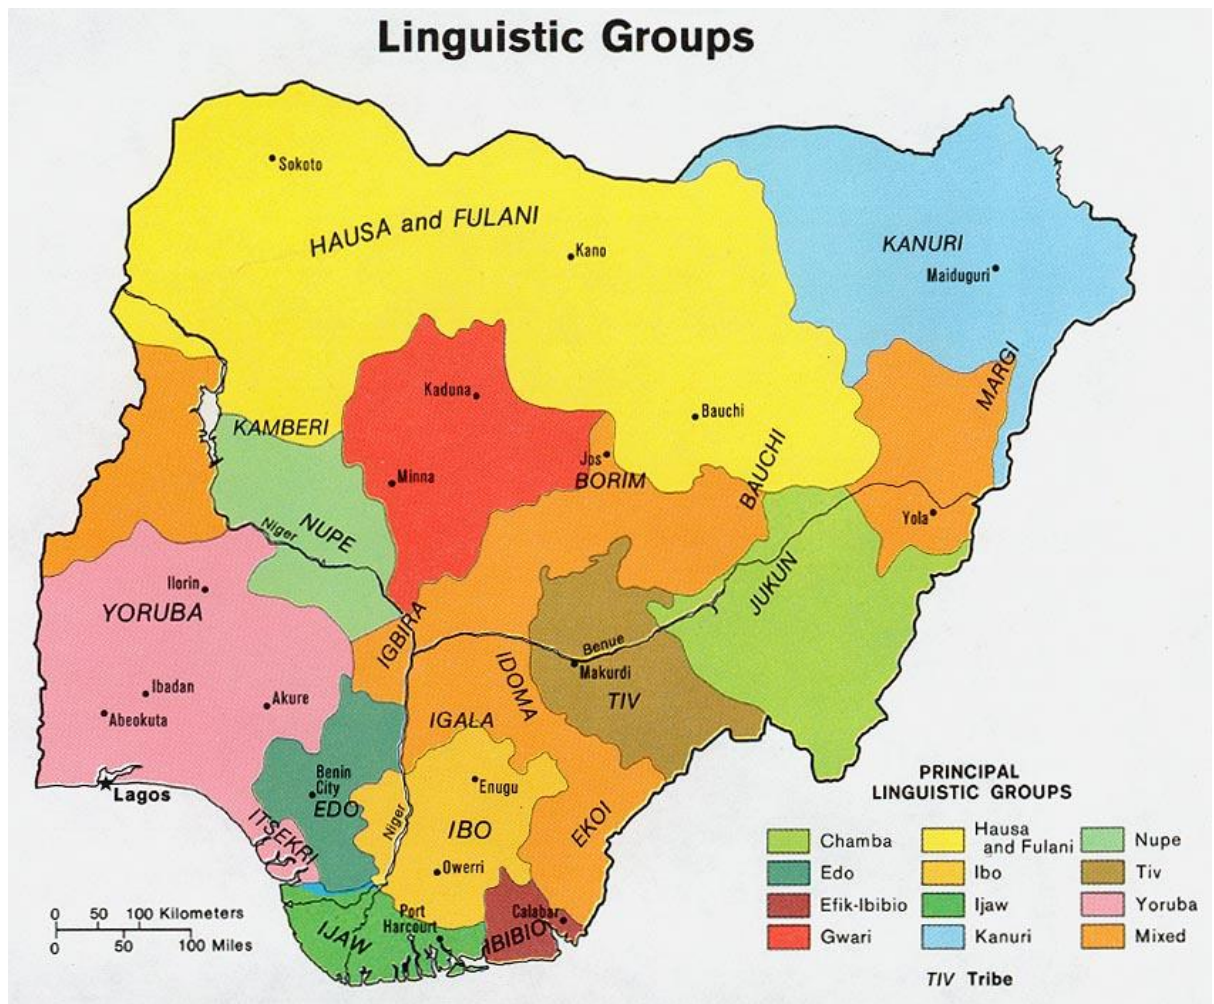 Linguistic Groups
Sokoto
HAUSA and FULANI
Kano
KANURI
Maiduguri
MARGI
Kaduna
Bauchi
KAMBERI
Jos
BORIM
BAUCHI
Minna
Yola
Niger
NUPE
Ilorin
YORUBA
JUKUN
IGBIRA
Benue
Makurdi
IDOMA
TIV
Ibadan
Akure
Abeokuta
IGALA
Lagos
Benin
City
EDO
Enugu
Niger
IBO
ITSEKRI
EKOI
Owerri
Port
Harcourt
Calabar
IJAW
IBIBIO
0 50 100 Kilometers
0 50 100 Miles
PRINCIPAL
LINGUISTIC GROUPS
Chamba
Edo
Efik-Ibibio
Gwari
Hausa
and Fulani
Ibo
Ijaw
Kanuri
Nupe
Tiv
Yoruba
Mixed
TIV Tribe